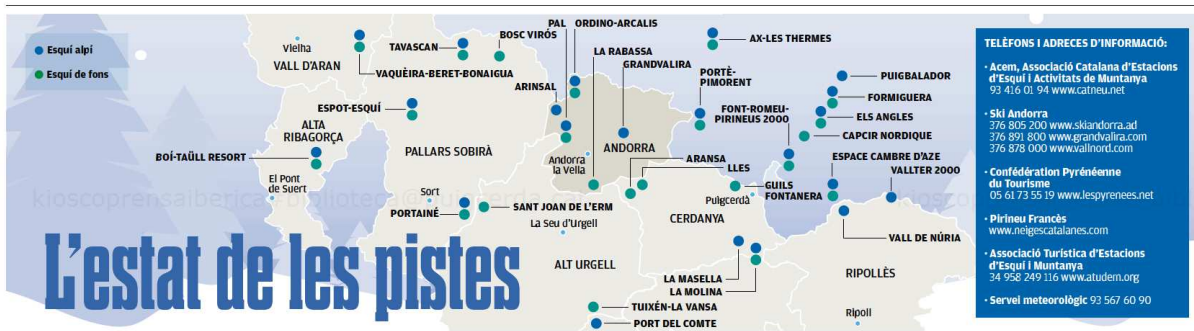 Esquí alpí
Esquí de fons
Vielha
VALL D'ARAN
VAQUÈIRA-BERET-BONAIGUA
TAVASCAN
BOSC VIRÓS
PAL
ORDINO-ARCALIS
LA RABASSA
GRANDVALIRA
ARINSAL
AX-LES THERMES
PORTÈ-
PIMORENT
PUIGBALADOR
FORMIGUERA
ELS ANGLES
CAPCIR NORDIQUE
FONT-ROMEU-
PIRINEUS 2000
ESPACE CAMBRE D'AZE
VALLTER 2000
ESPOT-ESQUÍ
ALTA
RIBAGORÇA
BOÍ-TAÜLL RESORT
El Pont
de Suert
PALLARS SOBIRÀ
Sort
PORTAINÉ
SANT JOAN DE L'ERM
La Seu d'Urgell
Andorra
la Vella
ANDORRA
ARANSA
LLES
Puigcerdà
GUILS
FONTANERA
CERDANYA
VALL DE NÚRIA
ALT URGELL
LA MASELLA
LA MOLINA
RIPOLLÈS
Ripoll
TUIXÉN-LA VANSA
PORT DEL COMTE
L'estat de les pistes
TELÈFONS I ADRECES D'INFORMACIÓ:
• Acem, Associació Catalana d'Estacions
d'Esquí i Activitats de Muntanya
93 416 01 94 www.catneu.net
• Ski Andorra
376 805 200 www.skiandorra.ad
376 891 800 www.grandvalira.com
376 878 000 www.vallnord.com
• Confédération Pyrénéenne
du Tourisme
05 61 73 55 19 www.lespyrenees.net
• Pirineu Francès
www.neigescatalanes.com
• Associació Turística d'Estacions
d'Esquí i Muntanya
34 958 249 116 www.atuden.org
• Servei meteorològic 93 567 60 90